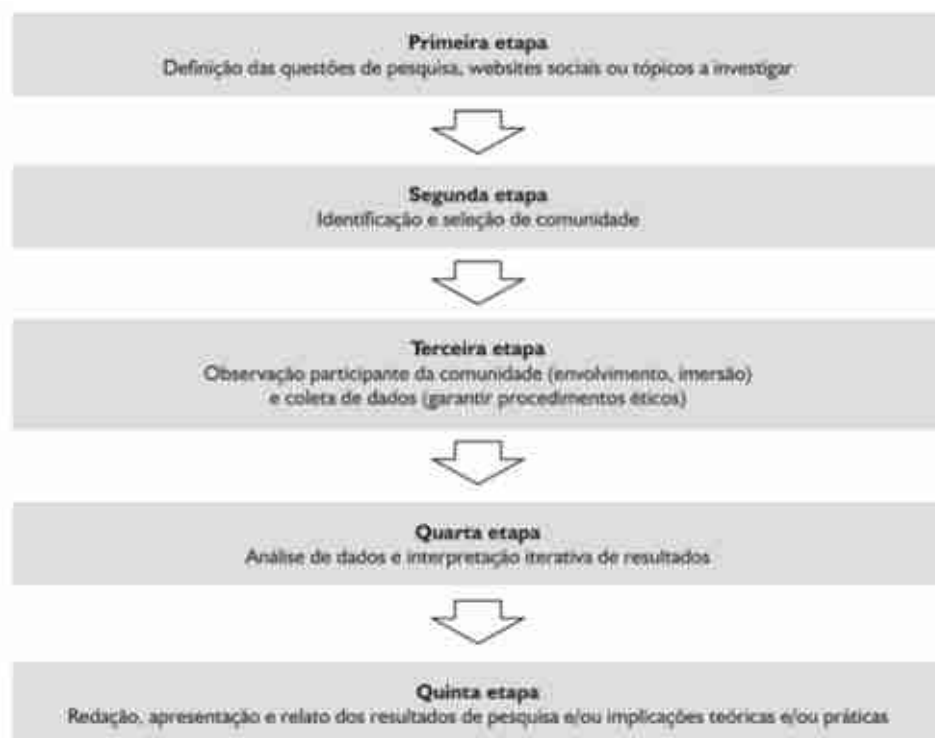 Primeira etapa
Definição das questões de pesquisa, websites sociais ou tópicos a investigar
Segunda etapa
Identificação e seleção de comunidade
Terceira etapa
Observação participante da comunidade (envolvimento, imersão)
e coleta de dados (garantir procedimentos éticos)
Quarta etapa
Análise de dados e interpretação iterativa de resultados
Quinta etapa
Redação, apresentação e relato dos resultados de pesquisa e/ou implicações teóricas e/ou práticas